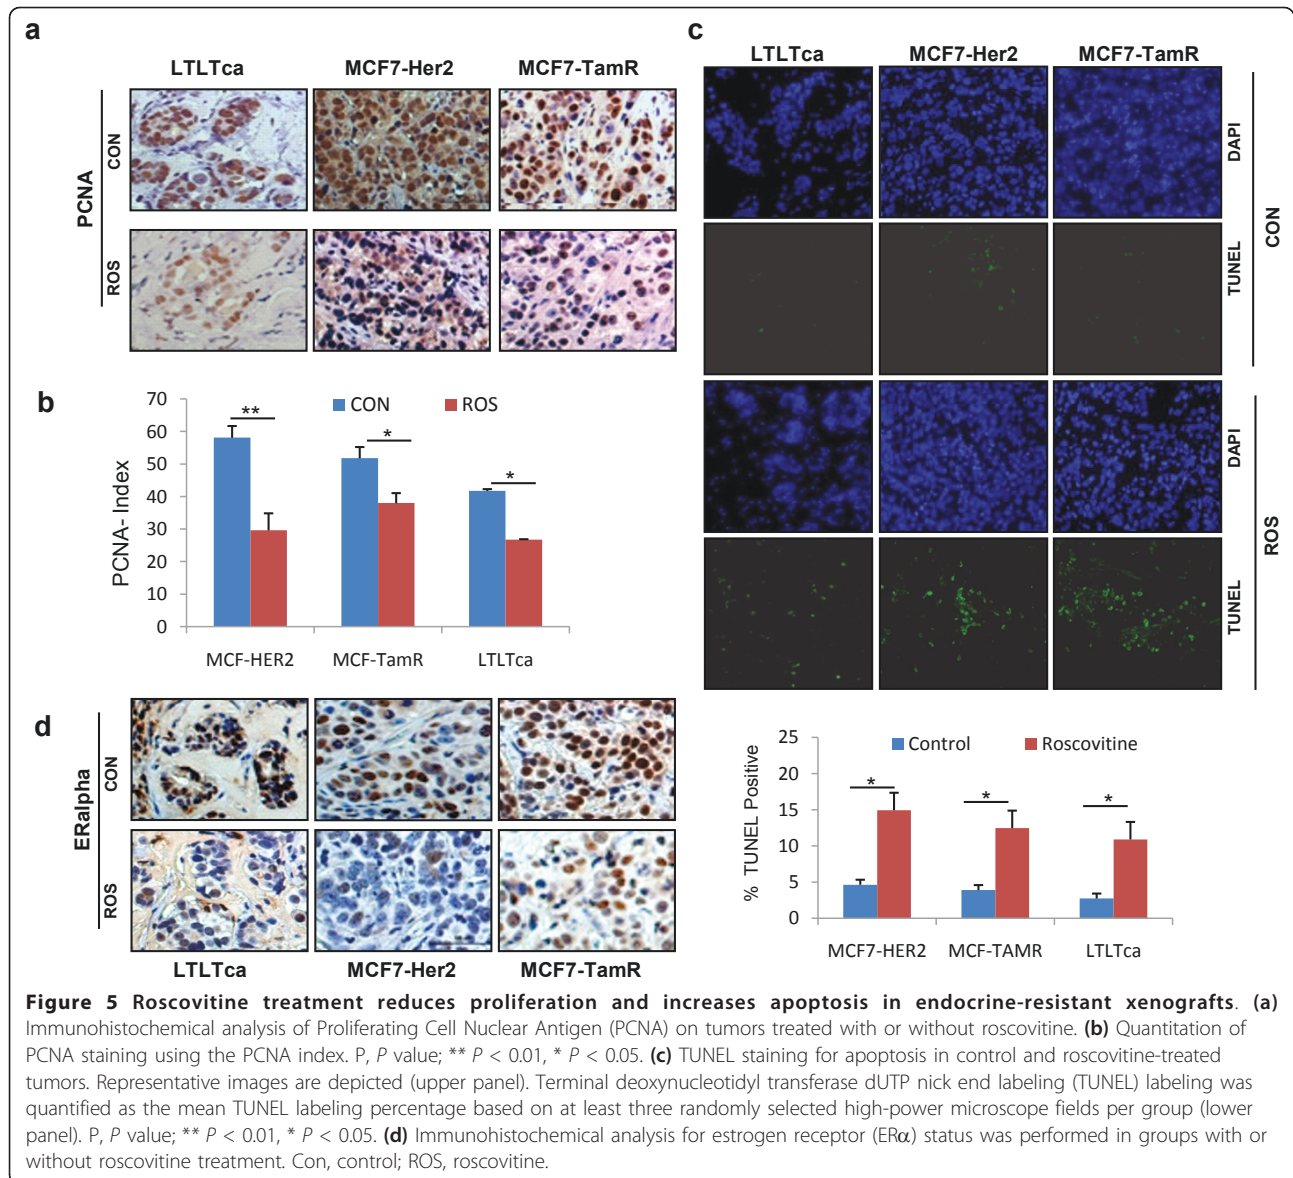 a
LTLTca MCF7-Her2 MCF7-TamR
PCNA
CON
ROS
b
70
60
50
40
30
20
10
0
PCNA- Index
CON ROS
**
*
*
MCF-HER2 MCF-TamR LTLTca
c
LTLTca MCF7-Her2 MCF7-TamR
DAPI
TUNEL
CON
DAPI
TUNEL
ROS
25
20
15
10
5
0
% TUNEL Positive
Control Roscovitine
*
*
*
MCF7-HER2 MCF-TAMR LTLTca
d
ERalpha
CON
ROS
LTLTca MCF7-Her2 MCF7-TamR
Figure 5 Roscovitine treatment reduces proliferation and increases apoptosis in endocrine-resistant xenografts. (a)
Immunohistochemical analysis of Proliferating Cell Nuclear Antigen (PCNA) on tumors treated with or without roscovitine. (b) Quantitation of
PCNA staining using the PCNA index. P, P value; ** P < 0.01, * P < 0.05. (c) TUNEL staining for apoptosis in control and roscovitine-treated
tumors. Representative images are depicted (upper panel). Terminal deoxynucleotidyl transferase dUTP nick end labeling (TUNEL) labeling was
quantified as the mean TUNEL labeling percentage based on at least three randomly selected high-power microscope fields per group (lower
panel). P, P value; ** P < 0.01, * P < 0.05. (d) Immunohistochemical analysis for estrogen receptor (ERα) status was performed in groups with or
without roscovitine treatment. Con, control; ROS, roscovitine.